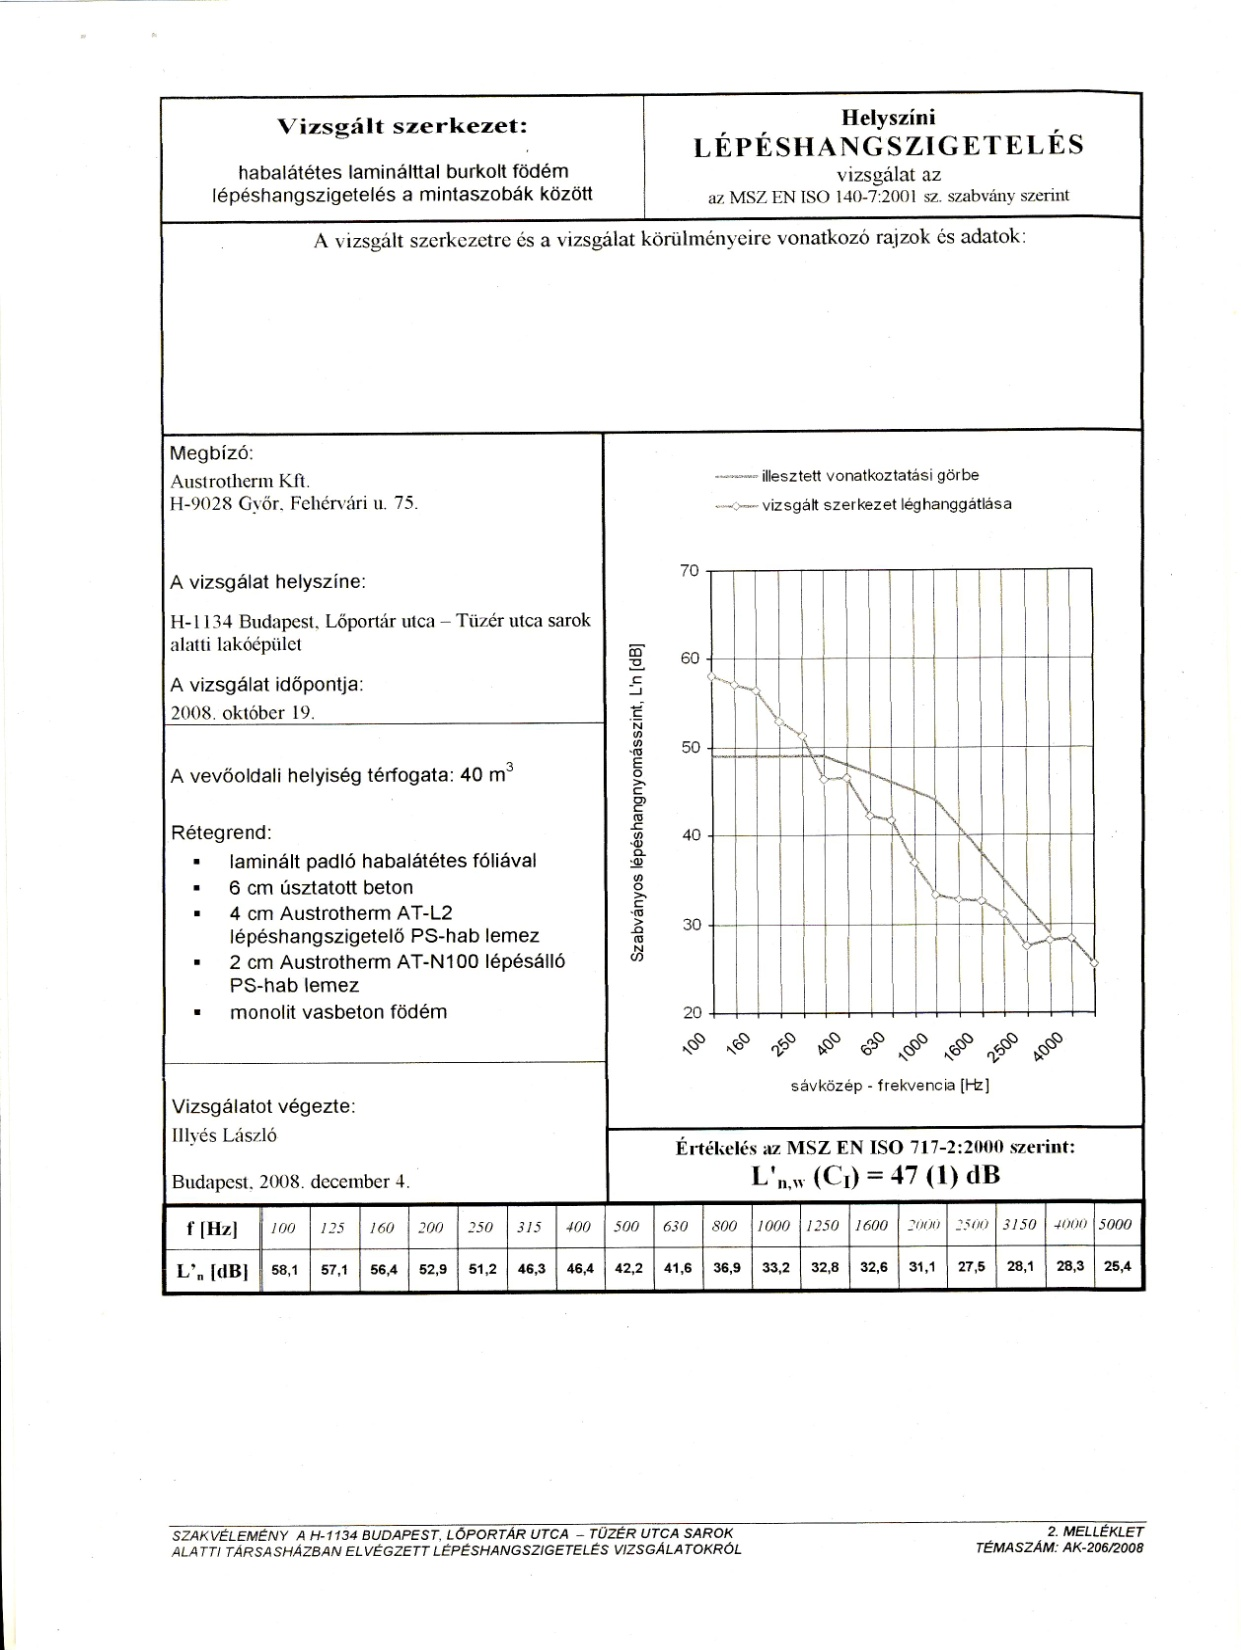 Vizsgált szerkezet:
habalátétes laminálttal burkolt födém
lépéshangszigetelés a mintaszobák között
Helyszíni
LÉPÉSHANGSZIGETELÉS
vizsgálat az
az MSZ EN ISO 140-7:2001 sz. szabvány szerint
A vizsgált szerkezetre és a vizsgálat körülményeire vonatkozó rajzok és adatok:
Megbízó:
Austrotherm Kft.
H-9028 Győr, Fehérvári u. 75.
A vizsgálat helyszíne:
H-1134 Budapest, Lőportár utca – Tüzér utca sarok
alatti lakóépület
A vizsgálat időpontja:
2008. október 19.
A vevőoldali helyiség térfogata: 40 m³
Rétegrend:
▪ laminált padló habalátétes fóliával
▪ 6 cm úsztatott beton
▪ 4 cm Austrotherm AT-L2
lépéshangszigetelő PS-hab lemez
▪ 2 cm Austrotherm AT-N100 lépésálló
PS-hab lemez
▪ monolit vasbeton födém
Vizsgálatot végezte:
Illyés László
Budapest, 2008. december 4.
illesztett vonatkoztatási görbe
vizsgált szerkezet léghanggátlása
Szabványos lépéshangnyomásszint, L'n [dB]
70
60
50
40
30
20
100 160 250 400 630 1000 1600 2500 4000
sávközép - frekvencia [Hz]
Értékelés az MSZ EN ISO 717-2:2000 szerint:
L'n,w (CI) = 47 (1) dB
f [Hz] 100 125 160 200 250 315 400 500 630 800 1000 1250 1600 2000 2500 3150 4000 5000
L'n [dB] 58,1 57,1 56,4 52,9 51,2 46,3 46,4 42,2 41,6 36,9 33,2 32,8 32,6 31,1 27,5 28,1 28,3 25,4
SZAKVÉLEMÉNY A H-1134 BUDAPEST, LŐPORTÁR UTCA – TÜZÉR UTCA SAROK
ALATTI TÁRSASHÁZBAN ELVÉGZETT LÉPÉSHANGSZIGETELÉS VIZSGÁLATOKRÓL
2. MELLÉKLET
TÉMASZÁM: AK-206/2008